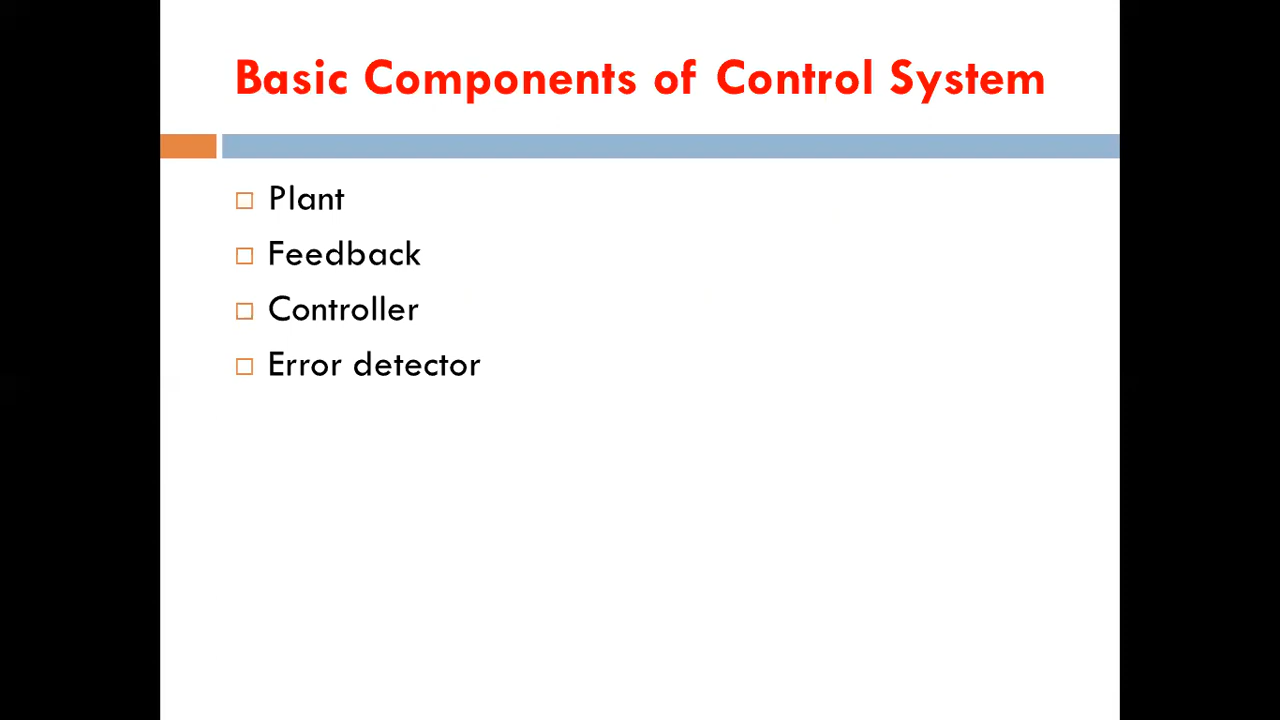 Basic Components of Control System
Plant
Feedback
Controller
Error detector